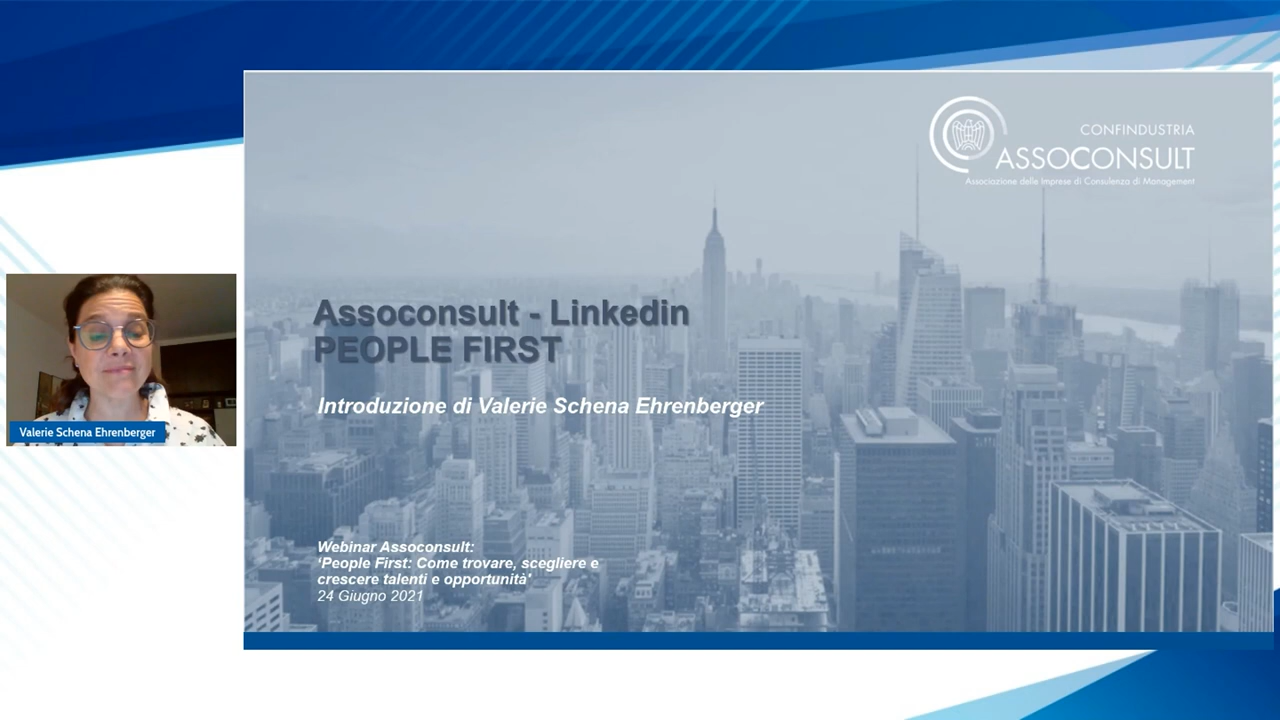 CONFINDUSTRIA
ASSOCONSULT
Associazione delle Imprese di Consulenza di Management
Assoconsult - Linkedin
PEOPLE FIRST
Introduzione di Valerie Schena Ehrenberger
Valerie Schena Ehrenberger
Webinar Assoconsult:
‘People First: Come trovare, scegliere e
crescere talenti e opportunità’
24 Giugno 2021